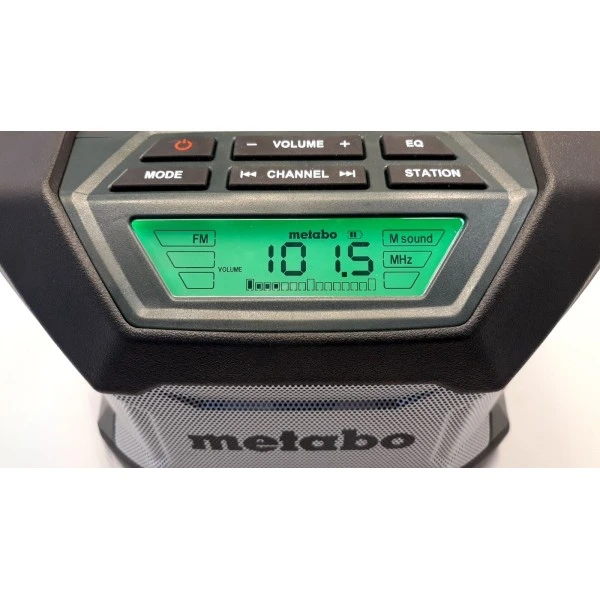 − VOLUME + EQ
MODE ⏮ CHANNEL ⏭ STATION
metabo
FM M sound
VOLUME 101.5 MHz
metabo